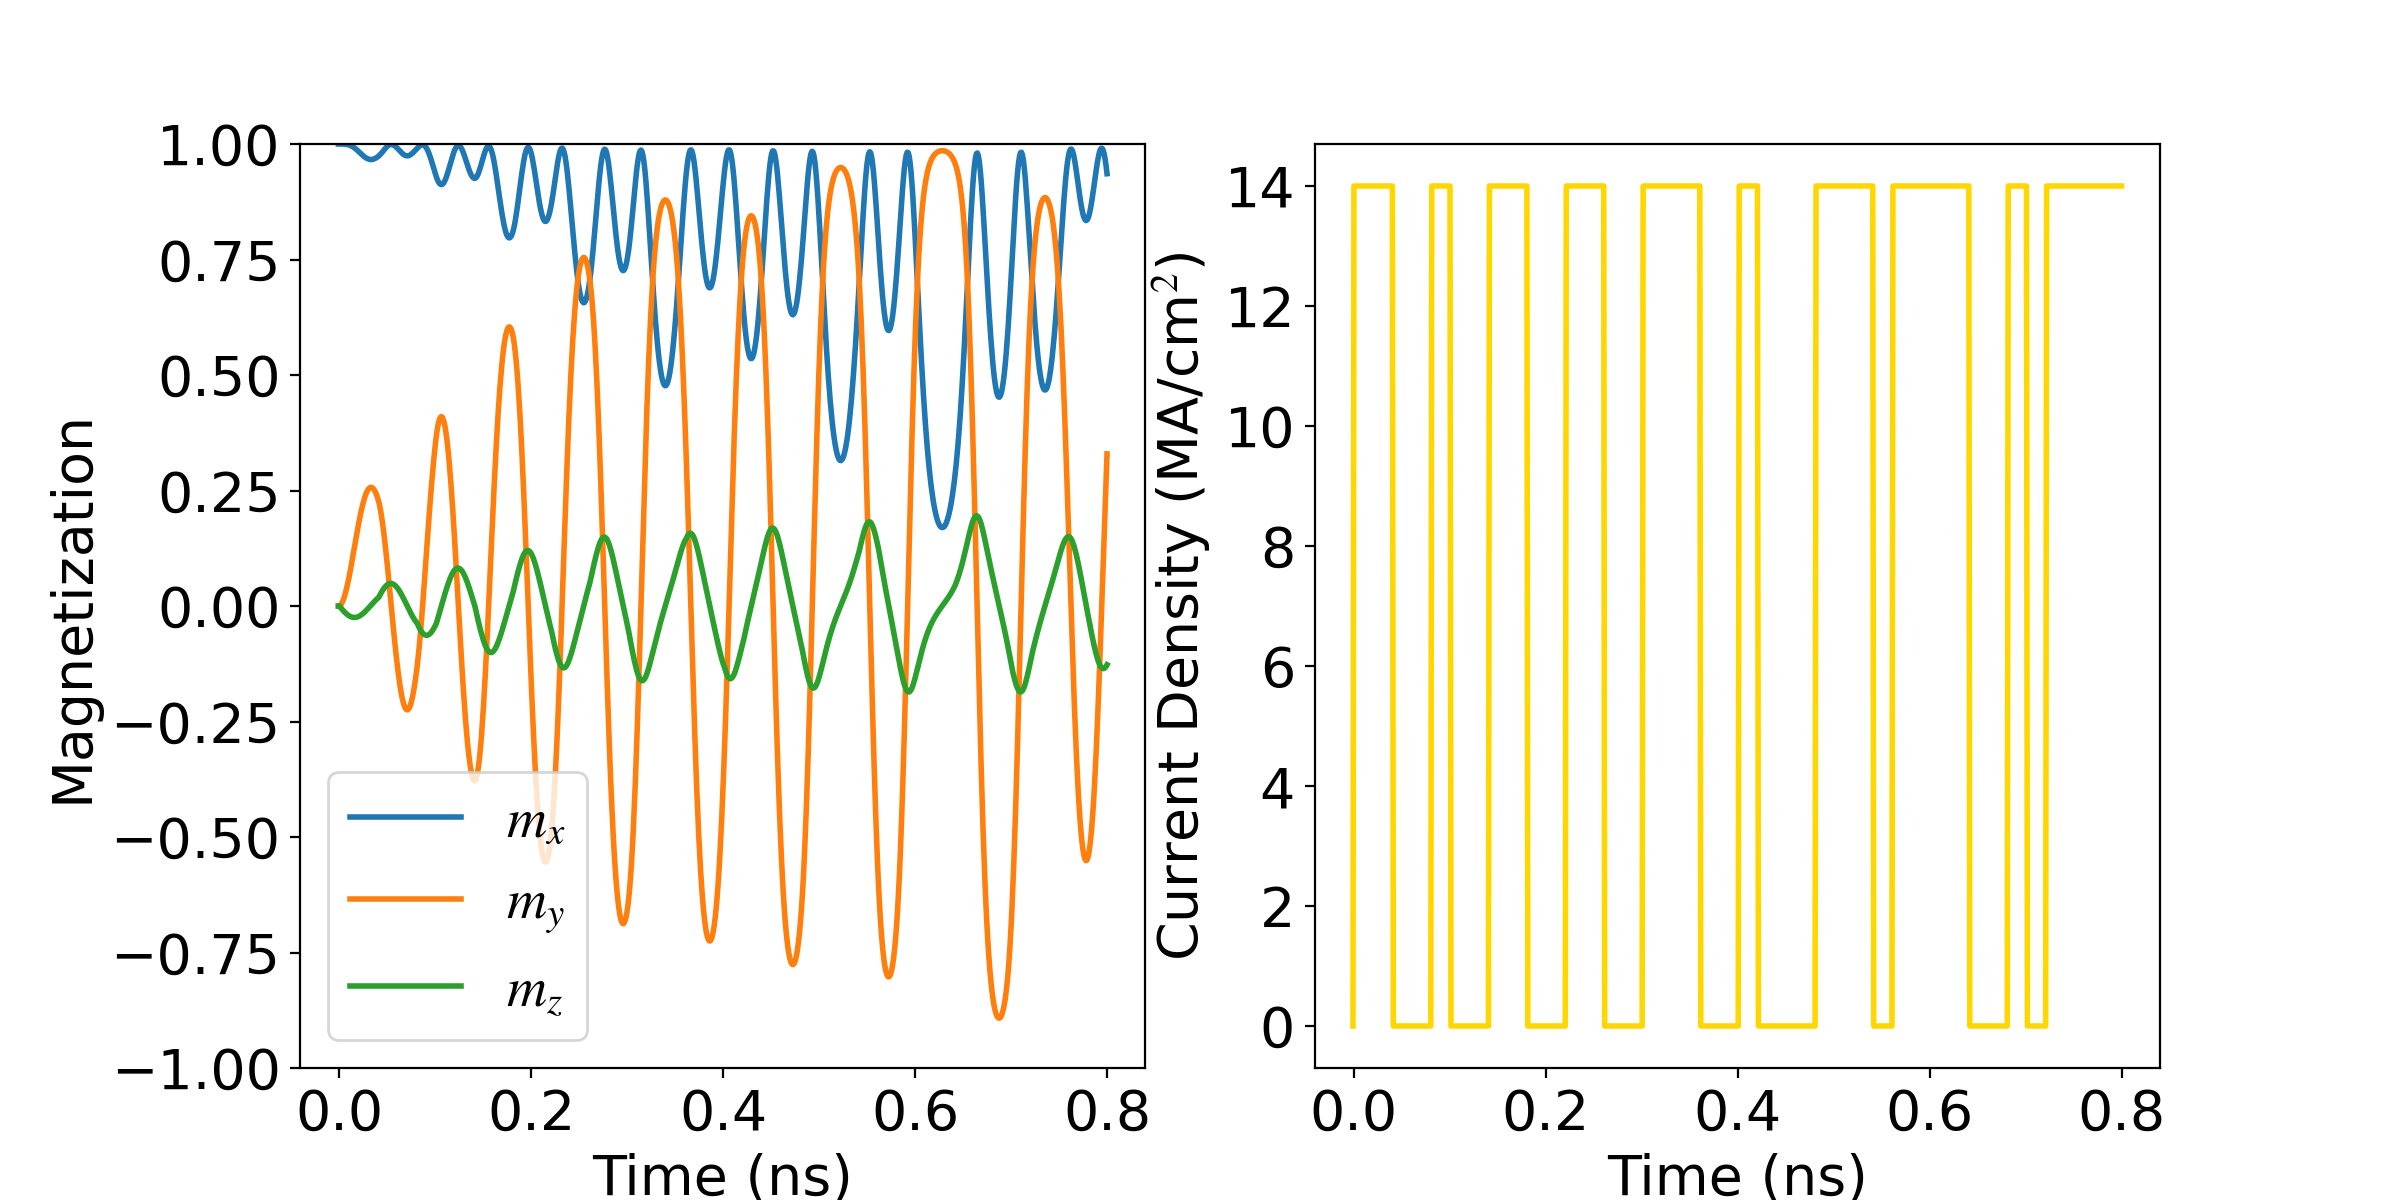 1.00
0.75
0.50
0.25
0.00
−0.25
−0.50
−0.75
−1.00
Magnetization
m_x
m_y
m_z
0.0 0.2 0.4 0.6 0.8
Time (ns)
14
12
10
8
6
4
2
0
Current Density (MA/cm²)
0.0 0.2 0.4 0.6 0.8
Time (ns)